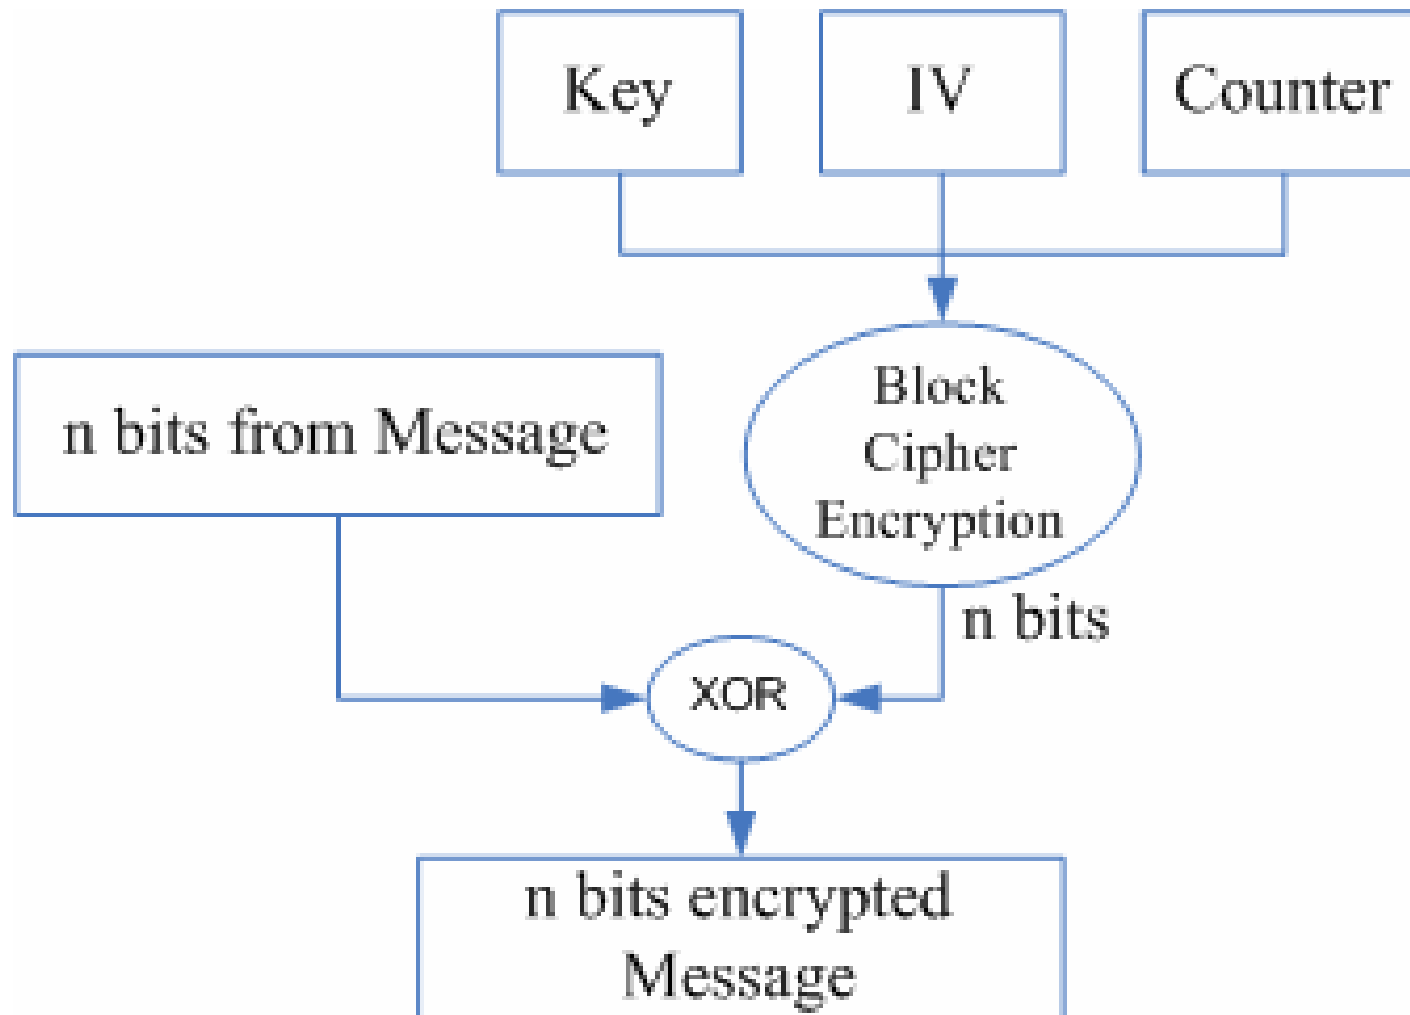 Key
IV
Counter
n bits from Message
Block
Cipher
Encryption
n bits
XOR
n bits encrypted
Message